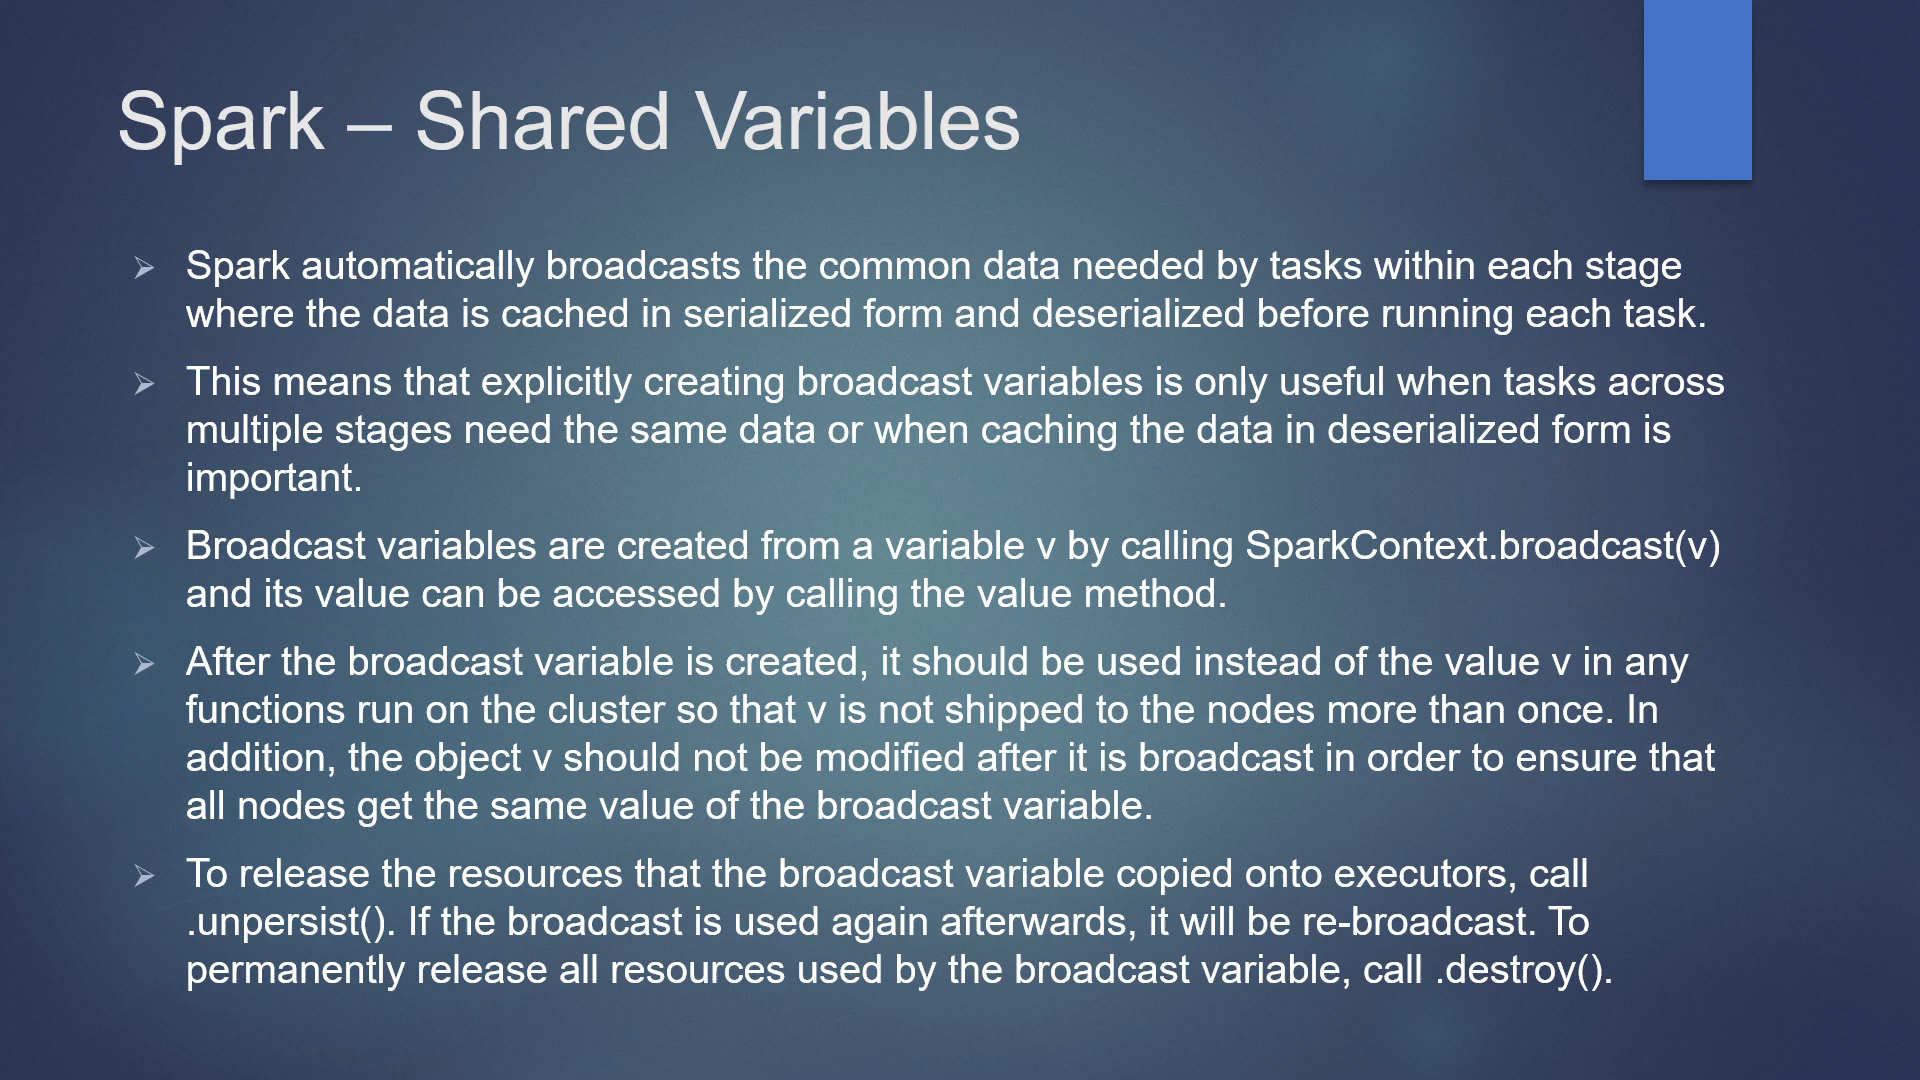 Spark – Shared Variables
Spark automatically broadcasts the common data needed by tasks within each stage
where the data is cached in serialized form and deserialized before running each task.
This means that explicitly creating broadcast variables is only useful when tasks across
multiple stages need the same data or when caching the data in deserialized form is
important.
Broadcast variables are created from a variable v by calling SparkContext.broadcast(v)
and its value can be accessed by calling the value method.
After the broadcast variable is created, it should be used instead of the value v in any
functions run on the cluster so that v is not shipped to the nodes more than once. In
addition, the object v should not be modified after it is broadcast in order to ensure that
all nodes get the same value of the broadcast variable.
To release the resources that the broadcast variable copied onto executors, call
.unpersist(). If the broadcast is used again afterwards, it will be re-broadcast. To
permanently release all resources used by the broadcast variable, call .destroy().